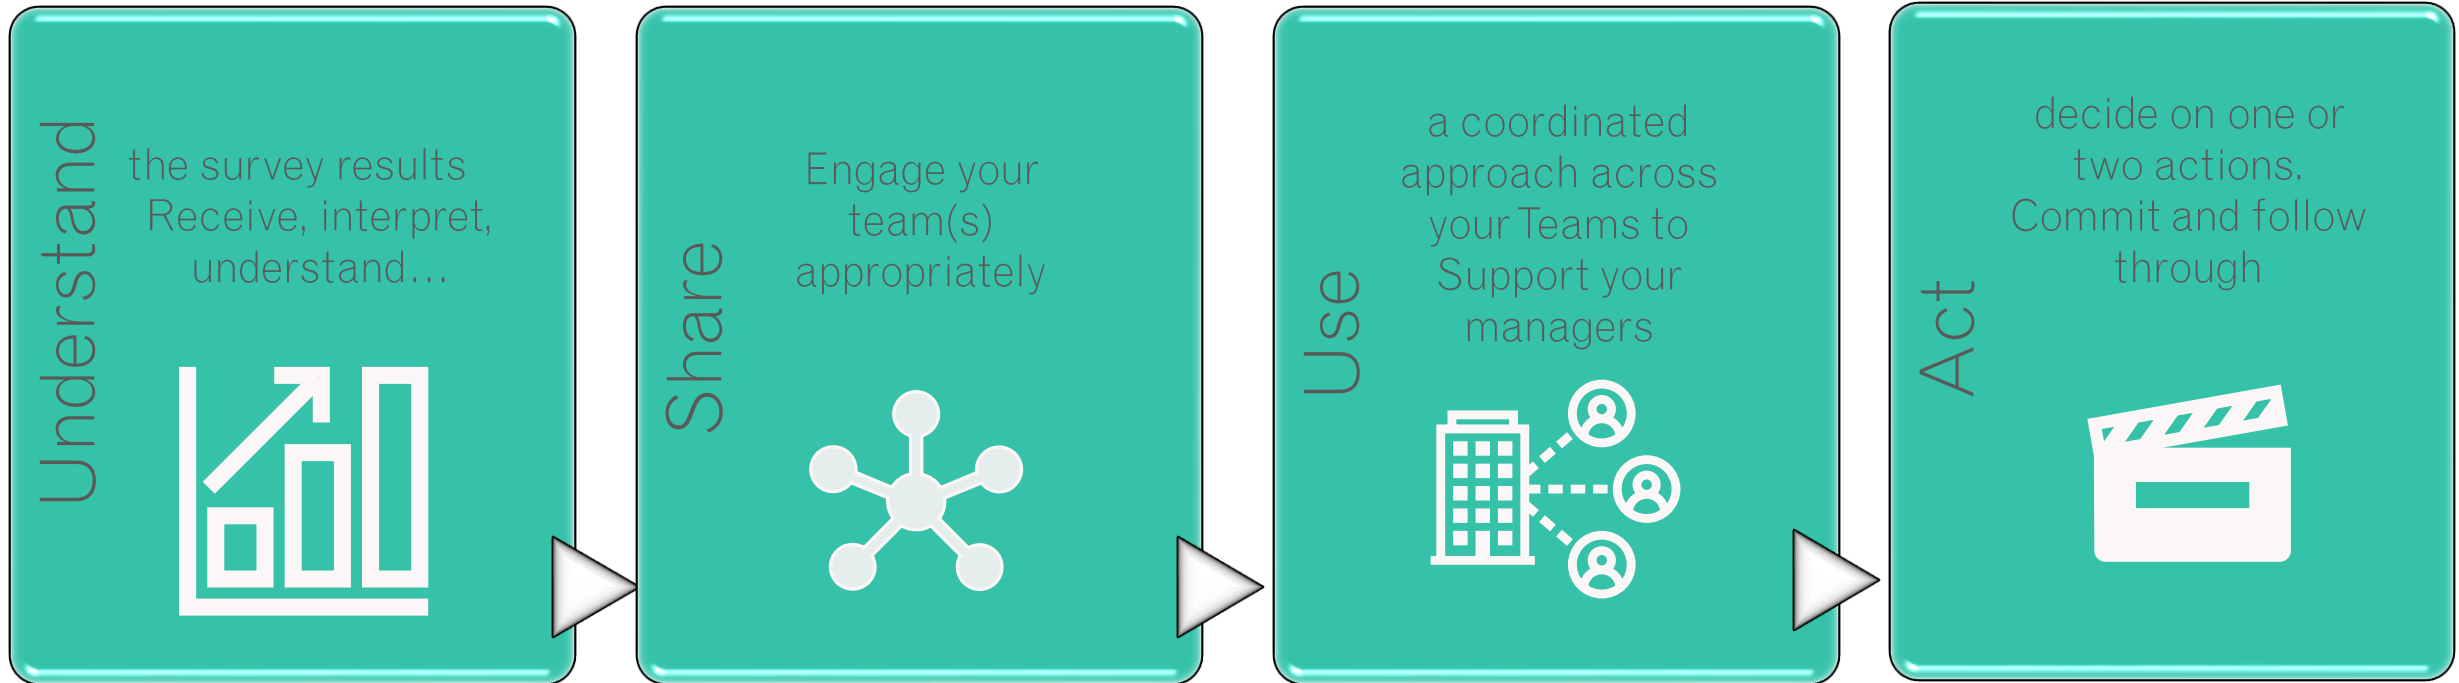 Understand
the survey results
Receive, interpret,
understand...
Share
Engage your
team(s)
appropriately
Use
a coordinated
approach across
your Teams to
Support your
managers
Act
decide on one or
two actions.
Commit and follow
through